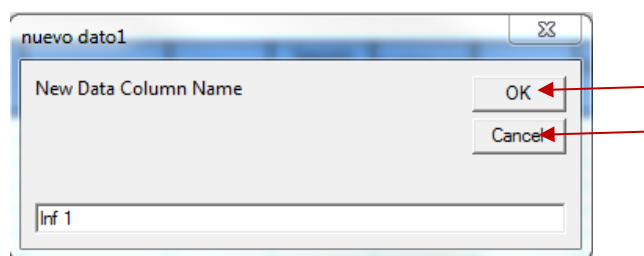 nuevo dato1
New Data Column Name
OK
Cancel
Inf 1